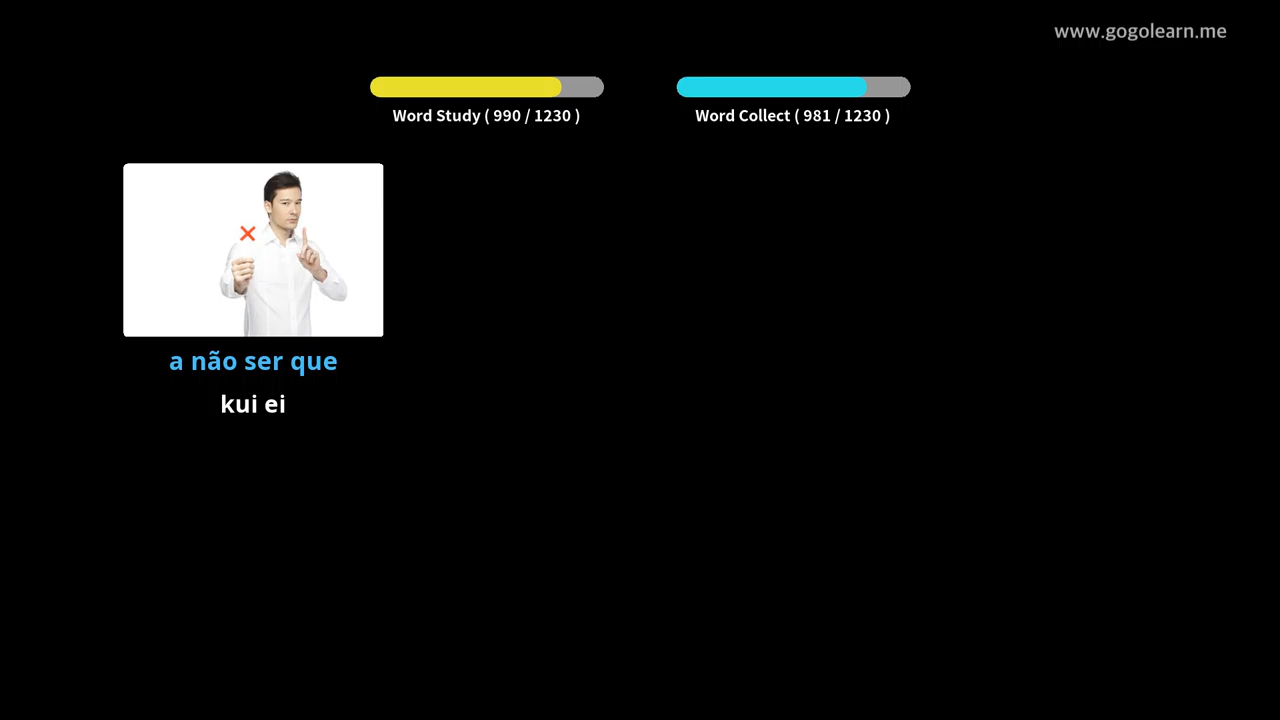 www.gogolearn.me
Word Study ( 990 / 1230 )
Word Collect ( 981 / 1230 )
a não ser que
kui ei